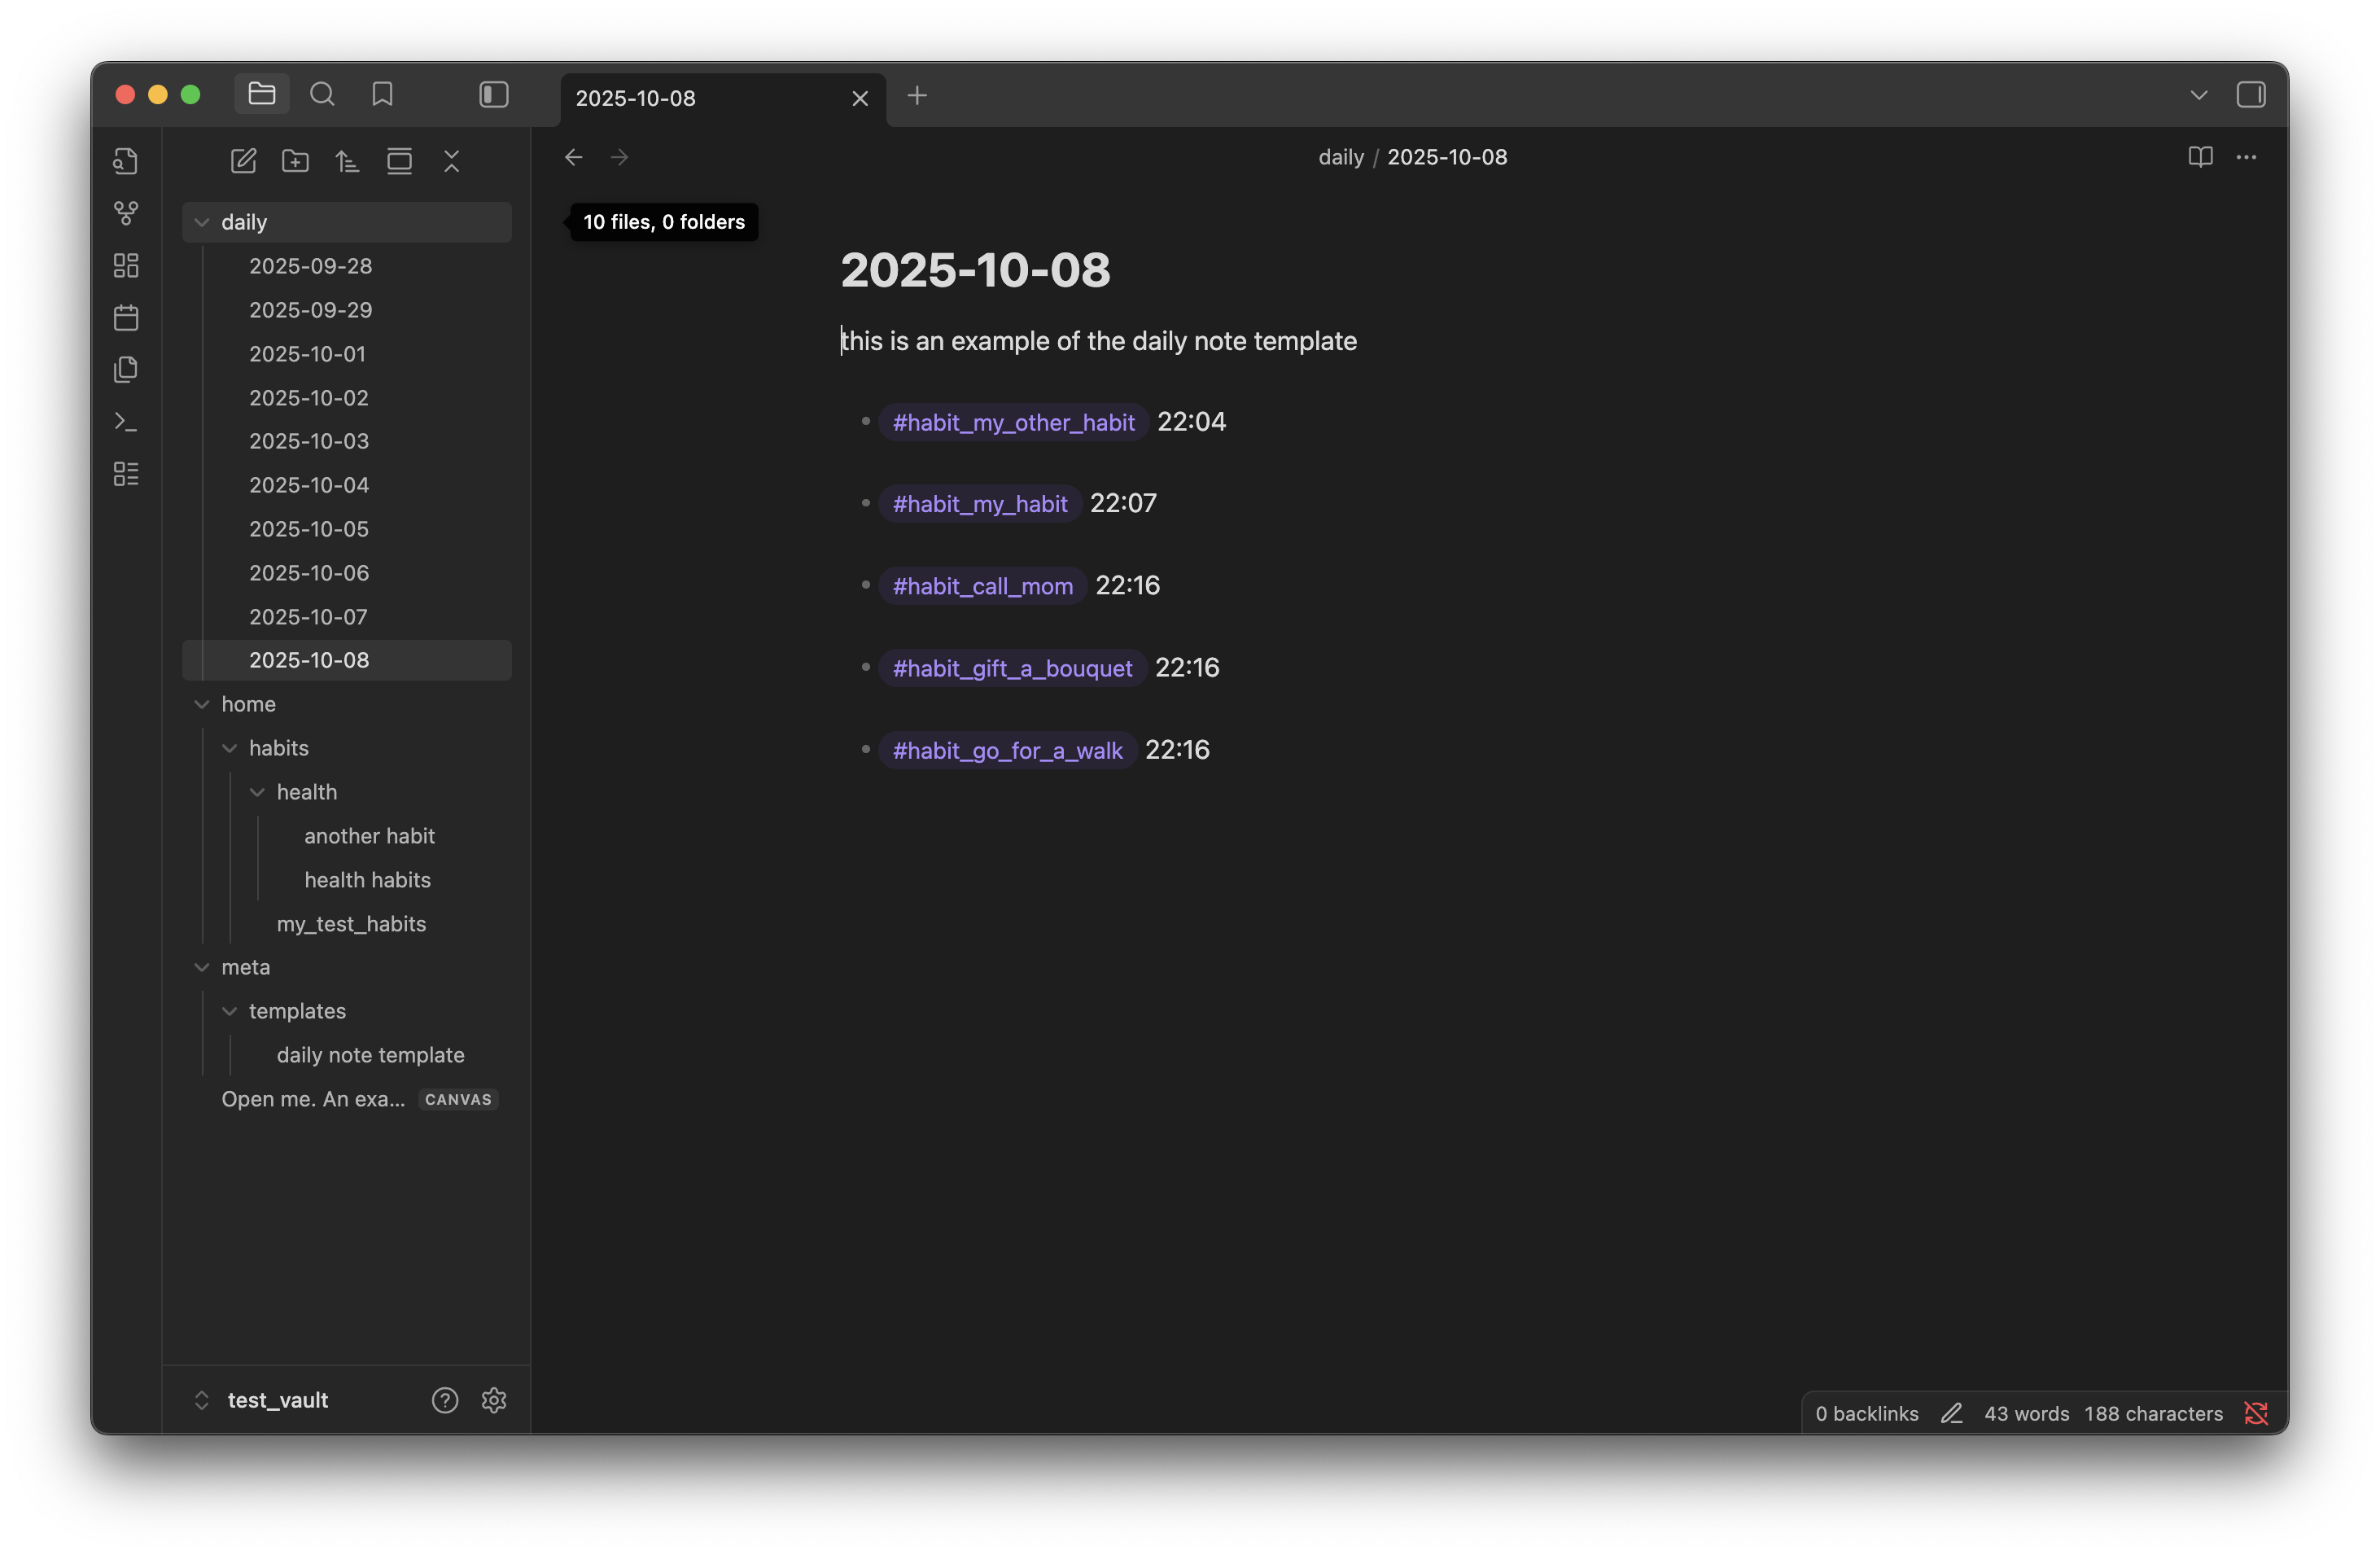 2025-10-08
daily / 2025-10-08
daily
10 files, 0 folders
2025-09-28
2025-09-29
2025-10-01
2025-10-02
2025-10-03
2025-10-04
2025-10-05
2025-10-06
2025-10-07
2025-10-08
home
habits
health
another habit
health habits
my_test_habits
meta
templates
daily note template
Open me. An exa... CANVAS
test_vault
2025-10-08
this is an example of the daily note template
#habit_my_other_habit 22:04
#habit_my_habit 22:07
#habit_call_mom 22:16
#habit_gift_a_bouquet 22:16
#habit_go_for_a_walk 22:16
0 backlinks 43 words 188 characters